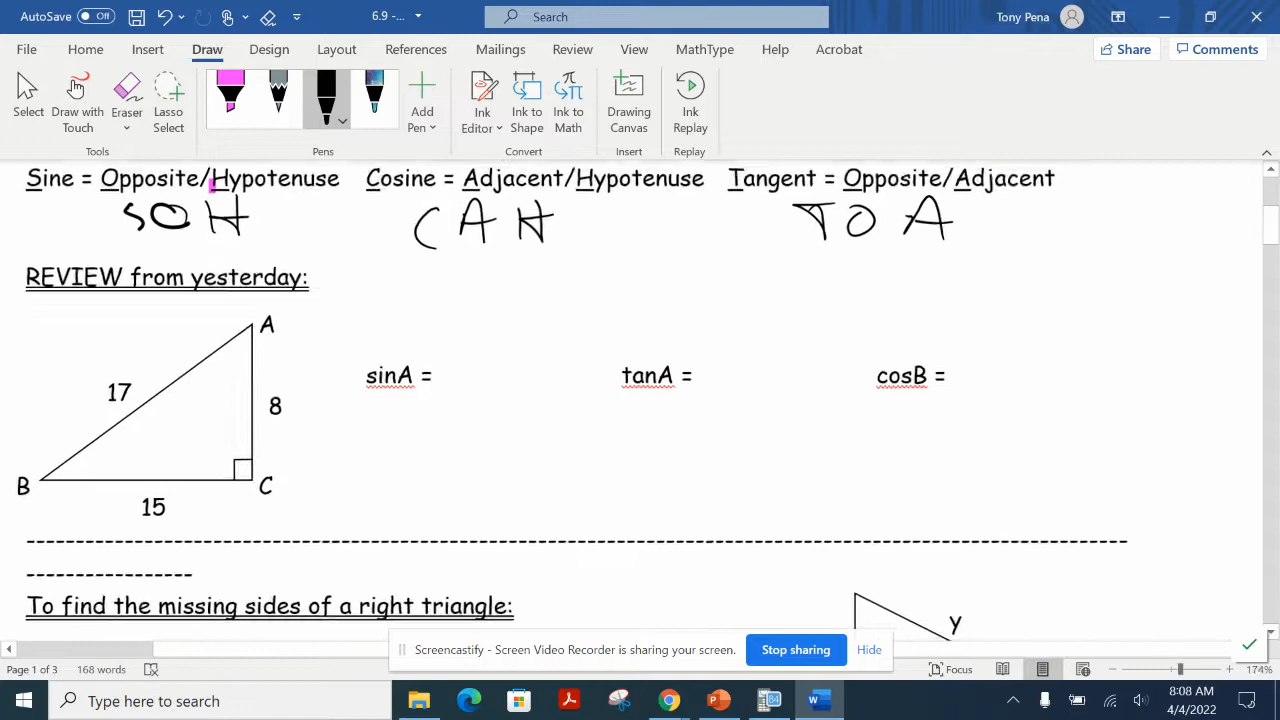 AutoSave Off 6.9 -... Search Tony Pena
File Home Insert Draw Design Layout References Mailings Review View MathType Help Acrobat Share Comments
Select Draw with Touch Eraser Lasso Select Add Pen Ink Editor Ink to Shape Ink to Math Drawing Canvas Ink Replay
Tools Pens Convert Insert Replay
Sine = Opposite/Hypotenuse Cosine = Adjacent/Hypotenuse Tangent = Opposite/Adjacent
SOH CAH TOA
REVIEW from yesterday:
A
17 sinA = tanA = cosB =
8
B C
15
--------------------------------------------------------------------------------------------------------------
-----------------
To find the missing sides of a right triangle:
y
Screencastify - Screen Video Recorder is sharing your screen. Stop sharing Hide
Page 1 of 3 168 words Focus 174%
Type here to search 84 8:08 AM
4/4/2022